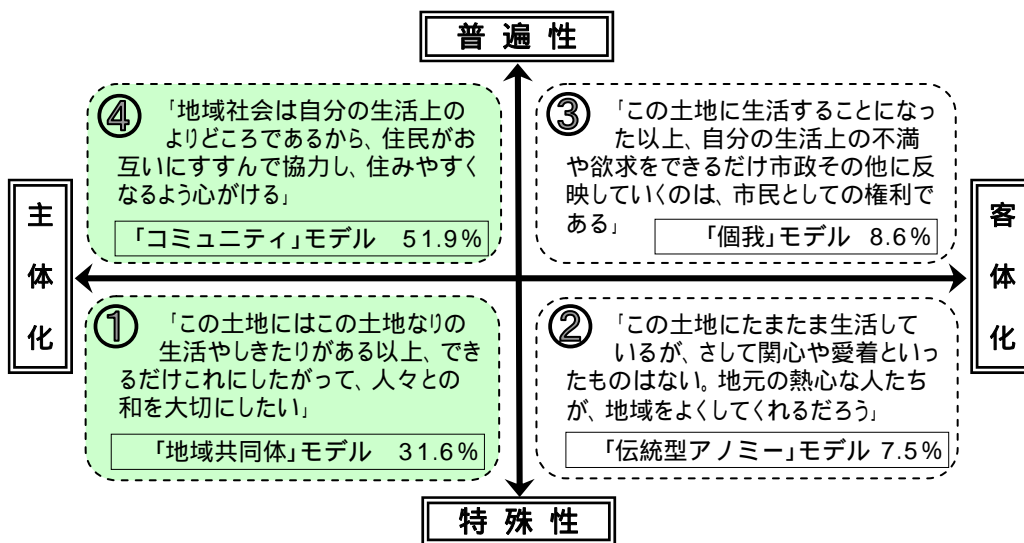 普遍性
④ 「地域社会は自分の生活上の
よりどころであるから、住民がお
互いにすすんで協力し、住みやすく
なるよう心がける」
「コミュニティ」モデル 51.9%
③ 「この土地に生活することになっ
た以上、自分の生活上の不満
や欲求をできるだけ市政その他に反
映していくのは、市民としての権利で
ある」
「個我」モデル 8.6%
主体化
客体化
① 「この土地にはこの土地なりの
生活やしきたりがある以上、でき
るだけこれにしたがって、人々との
和を大切にしたい」
「地域共同体」モデル 31.6%
② 「この土地にたまたま生活して
いるが、さして関心や愛着といっ
たものはない。地元の熱心な人たち
が、地域をよくしてくれるだろう」
「伝統型アノミー」モデル 7.5%
特殊性